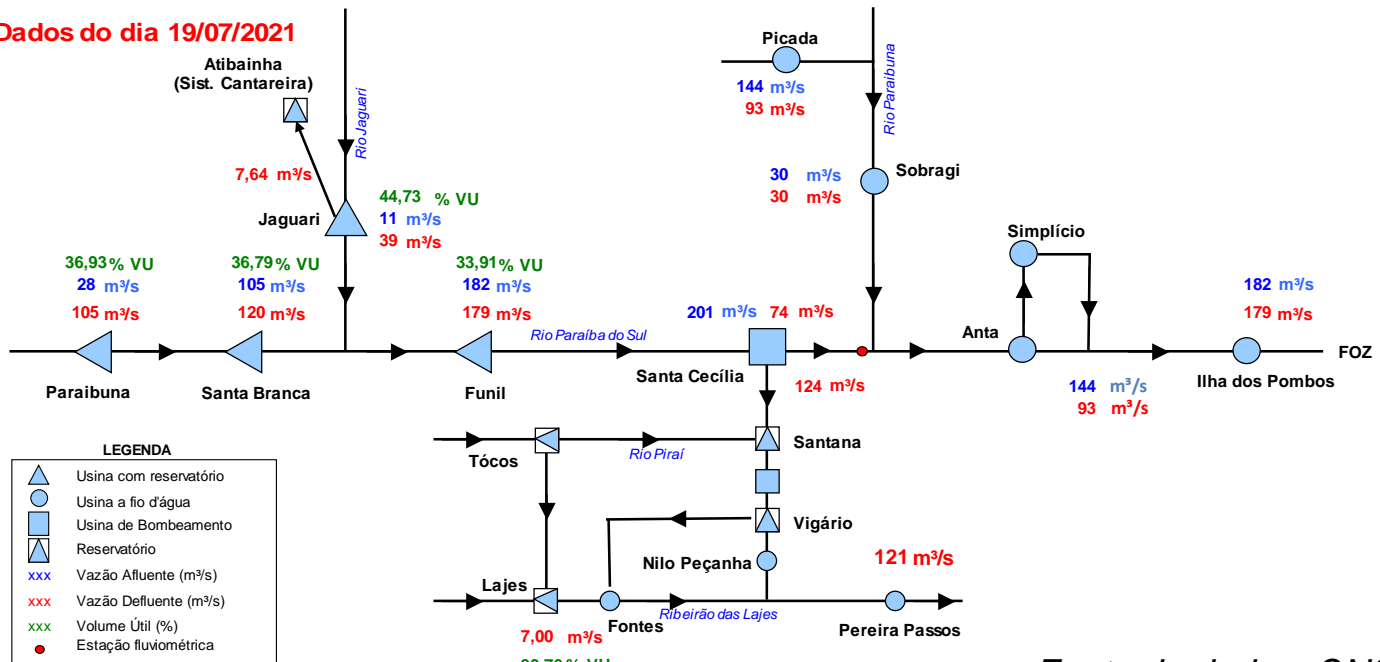 Dados do dia 19/07/2021
Atibainha
(Sist. Cantareira)
Rio Jaguari
7,64 m³/s
Jaguari
44,73 % VU
11 m³/s
39 m³/s
Picada
144 m³/s
93 m³/s
Rio Paraibuna
30 m³/s
30 m³/s
Sobragi
Simplício
36,93% VU
28 m³/s
105 m³/s
Paraibuna
36,79% VU
105 m³/s
120 m³/s
Santa Branca
33,91% VU
182 m³/s
179 m³/s
Funil
Rio Paraíba do Sul
201 m³/s 74 m³/s
Santa Cecília
124 m³/s
Anta
144 m³/s
93 m³/s
182 m³/s
179 m³/s
Ilha dos Pombos
FOZ
Tócos
Rio Piraí
Santana
Vigário
Nilo Peçanha
Lajes
Fontes
Ribeirão das Lajes
7,00 m³/s
% VU
121 m³/s
Pereira Passos
LEGENDA
Usina com reservatório
Usina a fio d'água
Usina de Bombeamento
Reservatório
xxx Vazão Afluente (m³/s)
xxx Vazão Defluente (m³/s)
xxx Volume Útil (%)
Estação fluviométrica